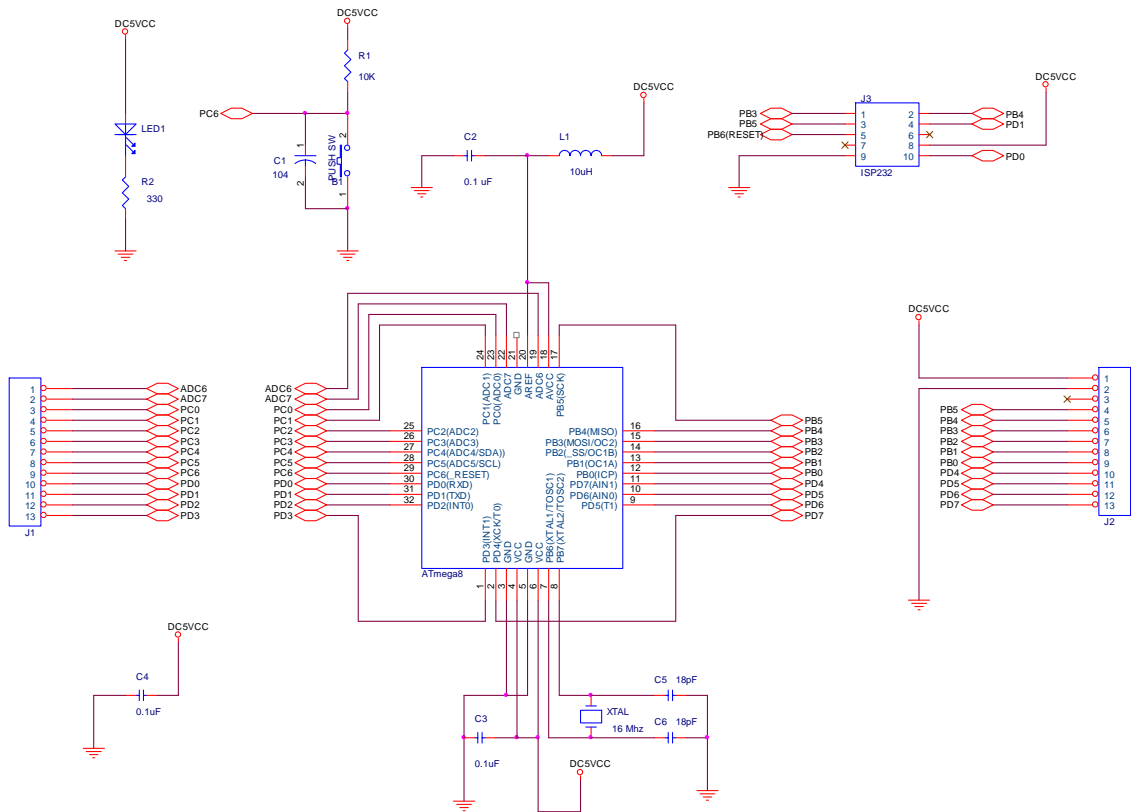 DC5VCC
LED1
R2
330
DC5VCC
R1
10K
PC6
1
C1
104
2
2
PUSH SW
B1
1
C2
0.1 uF
L1
10uH
DC5VCC
DC5VCC
J3
PB3 1 2 PB4
PB5 3 4 PD1
PB6(RESET) 5 6
7 8
9 10 PD0
ISP232
J1
1 ADC6
2 ADC7
3 PC0
4 PC1
5 PC2
6 PC3
7 PC4
8 PC5
9 PC6
10 PD0
11 PD1
12 PD2
13 PD3
ADC6
ADC7
PC0
PC1
PC2 25 PC2(ADC2)
PC3 26 PC3(ADC3)
PC4 27 PC4(ADC4/SDA))
PC5 28 PC5(ADC5/SCL)
PC6 29 PC6(_RESET)
PD0 30 PD0(RXD)
PD1 31 PD1(TXD)
PD2 32 PD2(INT0)
PD3
24 PC1(ADC1)
23 PC0(ADC0)
22 ADC7
21 GND
20 AREF
19 ADC6
18 AVCC
17 PB5(SCK)
PB5
PB4(MISO) 16 PB4
PB3(MOSI/OC2) 15 PB3
PB2(_SS/OC1B) 14 PB2
PB1(OC1A) 13 PB1
PB0(ICP) 12 PB0
PD7(AIN1) 11 PD4
PD6(AIN0) 10 PD5
PD5(T1) 9 PD6
PD7
1 PD3(INT1)
2 PD4(XCK/T0)
3 GND
4 VCC
5 GND
6 VCC
7 PB6(XTAL1/TOSC1)
8 PB7(XTAL2/TOSC2)
ATmega8
DC5VCC
1
2
3
PB5 4
PB4 5
PB3 6
PB2 7
PB1 8
PB0 9
PD4 10
PD5 11
PD6 12
PD7 13
J2
DC5VCC
C4
0.1uF
C3
0.1uF
XTAL
16 Mhz
C5 18pF
C6 18pF
DC5VCC